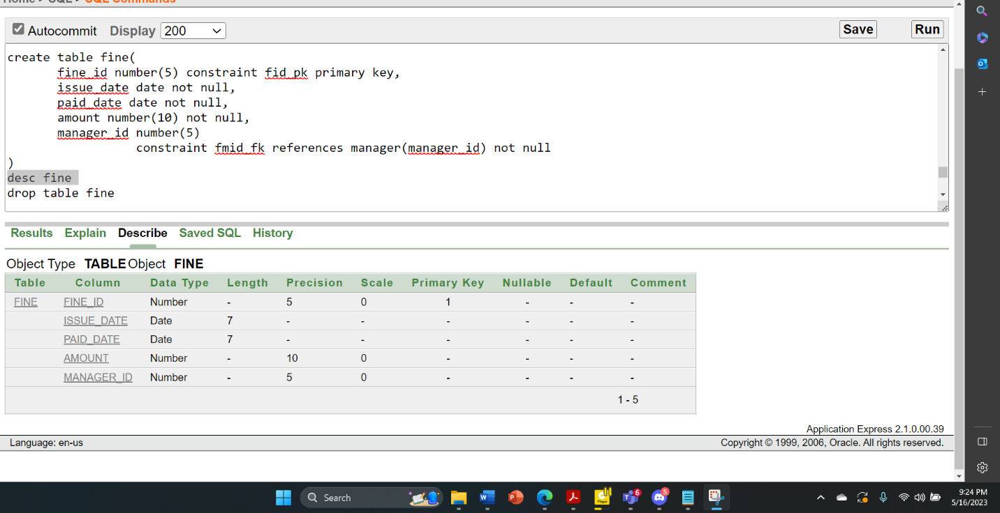 Home > SQL > SQL Commands
Autocommit Display 200 Save Run
create table fine(
fine_id number(5) constraint fid_pk primary key,
issue_date date not null,
paid_date date not null,
amount number(10) not null,
manager_id number(5)
constraint fmid_fk references manager(manager_id) not null
)
desc fine
drop table fine
Results Explain Describe Saved SQL History
Object Type TABLE Object FINE
Table Column Data Type Length Precision Scale Primary Key Nullable Default Comment
FINE FINE_ID Number - 5 0 1 - - -
ISSUE_DATE Date 7 - - - - - -
PAID_DATE Date 7 - - - - - -
AMOUNT Number - 10 0 - - - -
MANAGER_ID Number - 5 0 - - - -
1 - 5
Application Express 2.1.0.00.39
Language: en-us Copyright © 1999, 2006, Oracle. All rights reserved.
Search 6 5 9:24 PM
5/16/2023